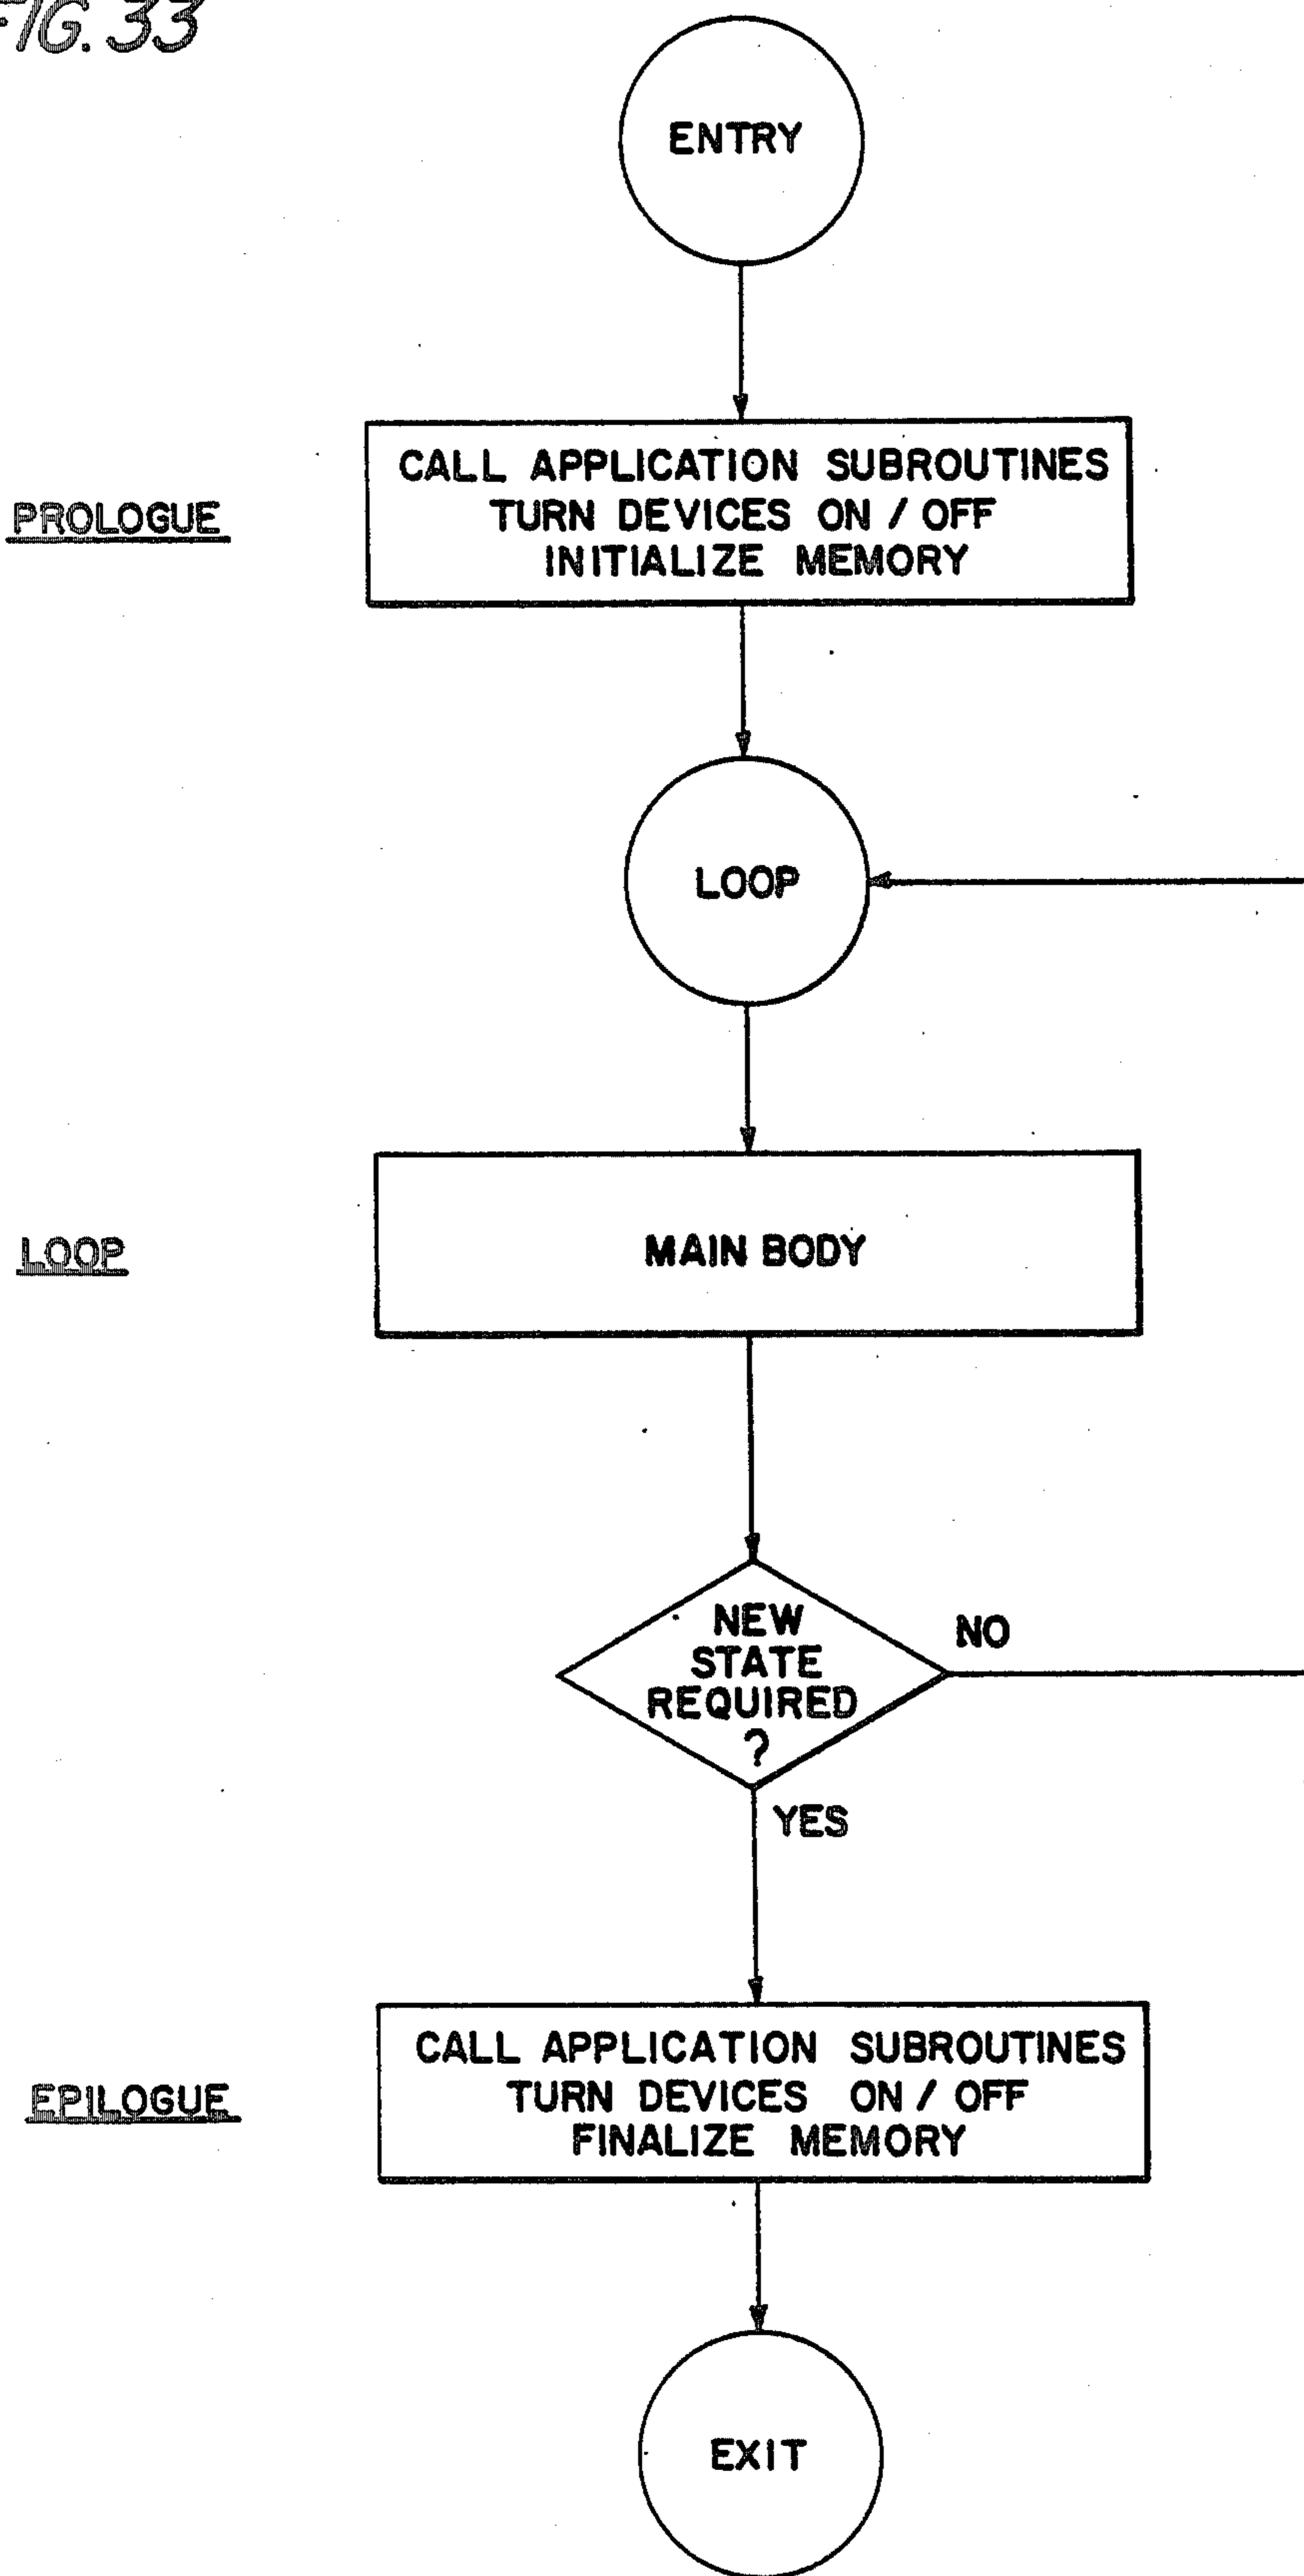 FIG. 33
ENTRY
PROLOGUE
CALL APPLICATION SUBROUTINES
TURN DEVICES ON / OFF
INITIALIZE MEMORY
LOOP
LOOP
MAIN BODY
NEW
STATE
REQUIRED
?
NO
YES
EPILOGUE
CALL APPLICATION SUBROUTINES
TURN DEVICES ON / OFF
FINALIZE MEMORY
EXIT